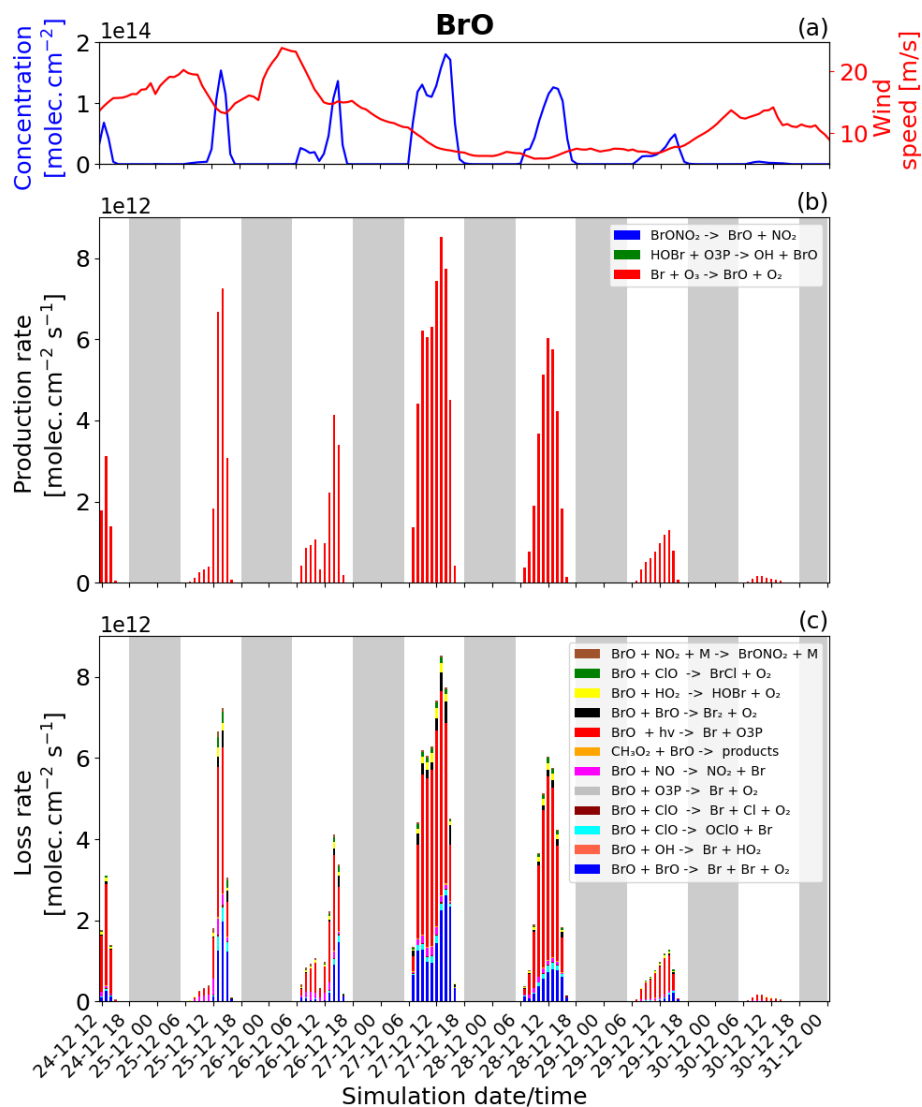 BrO
1e14
(a)
2
1
0
Concentration
[molec.cm⁻²]
20
10
Wind
speed [m/s]
1e12
(b)
8
6
4
2
0
Production rate
[molec. cm⁻² s⁻¹]
BrONO₂ -> BrO + NO₂
HOBr + O3P -> OH + BrO
Br + O₃ -> BrO + O₂
1e12
(c)
8
6
4
2
0
Loss rate
[molec. cm⁻² s⁻¹]
BrO + NO₂ + M -> BrONO₂ + M
BrO + ClO -> BrCl + O₂
BrO + HO₂ -> HOBr + O₂
BrO + BrO -> Br₂ + O₂
BrO + hv -> Br + O3P
CH₃O₂ + BrO -> products
BrO + NO -> NO₂ + Br
BrO + O3P -> Br + O₂
BrO + ClO -> Br + Cl + O₂
BrO + ClO -> OClO + Br
BrO + OH -> Br + HO₂
BrO + BrO -> Br + Br + O₂
24-12 12
24-12 18
25-12 00
25-12 06
25-12 12
25-12 18
26-12 00
26-12 06
26-12 12
26-12 18
27-12 00
27-12 06
27-12 12
27-12 18
28-12 00
28-12 06
28-12 12
28-12 18
29-12 00
29-12 06
29-12 12
29-12 18
30-12 00
30-12 06
30-12 12
30-12 18
31-12 00
Simulation date/time